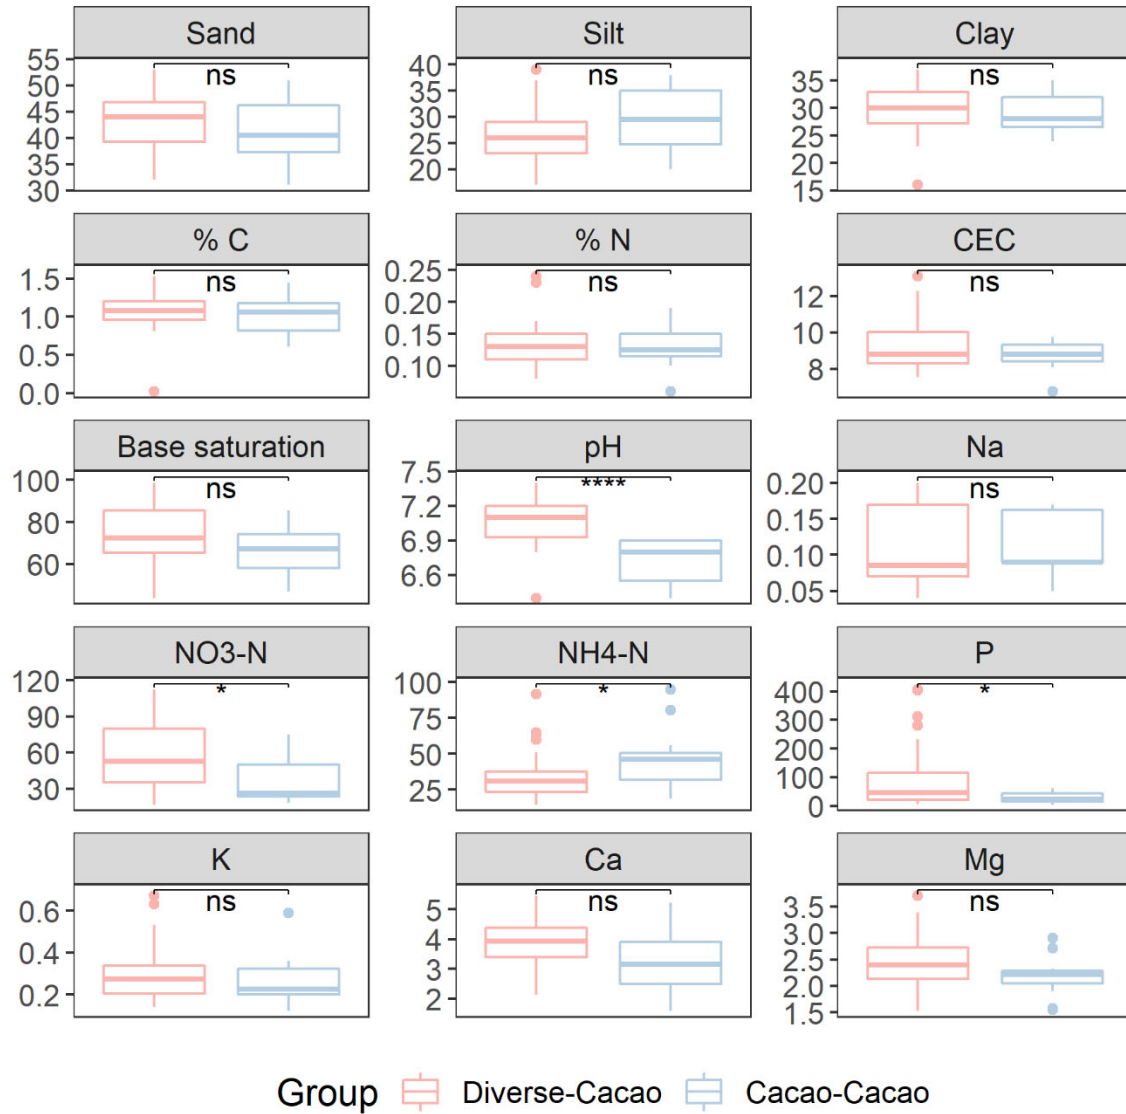 Sand
Silt
Clay
55
50
45
40
35
30
ns
40
35
30
25
20
ns
35
30
25
20
15
ns
% C
% N
CEC
1.5
1.0
0.5
0.0
ns
0.25
0.20
0.15
0.10
ns
12
10
8
ns
Base saturation
pH
Na
100
80
60
ns
7.5
7.2
6.9
6.6
****
0.20
0.15
0.10
0.05
ns
NO3-N
NH4-N
P
120
90
60
30
*
100
75
50
25
*
400
300
200
100
0
*
K
Ca
Mg
0.6
0.4
0.2
ns
5
4
3
2
ns
3.5
3.0
2.5
2.0
1.5
ns
Group Diverse-Cacao Cacao-Cacao